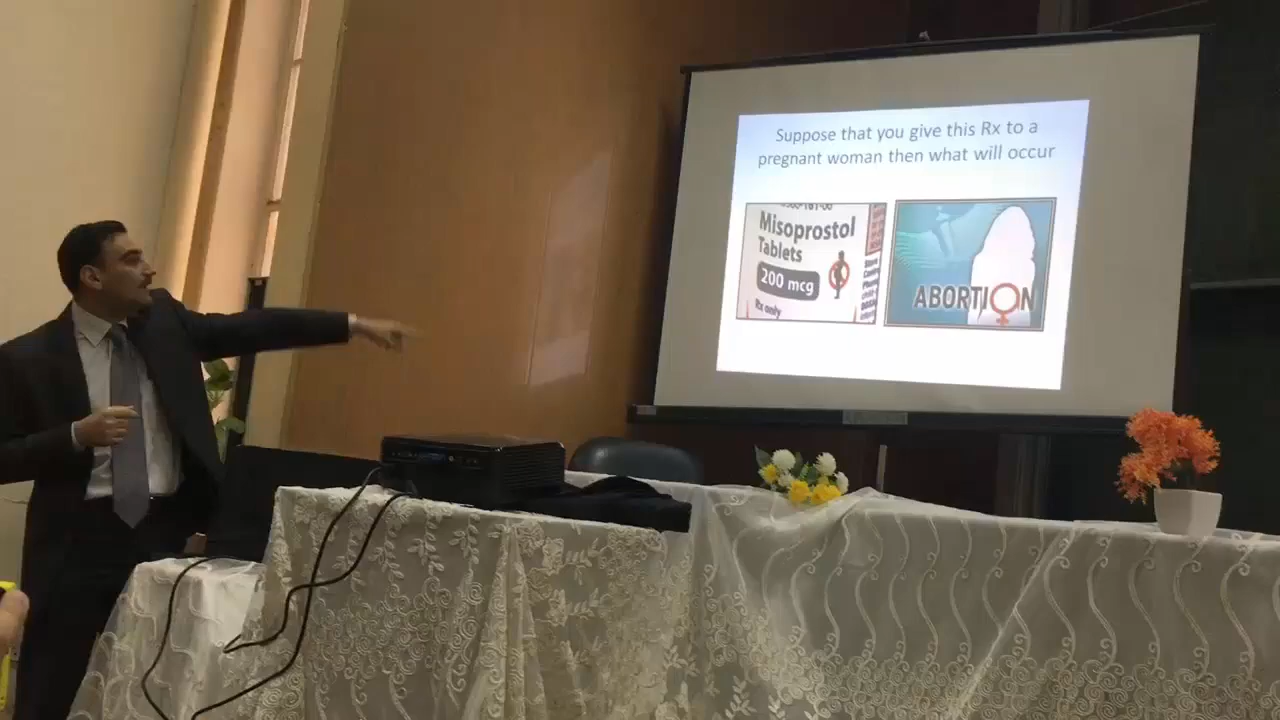 Suppose that you give this Rx to a
pregnant woman then what will occur
Misoprostol
Tablets
200 mcg
Rx only
ABORTION